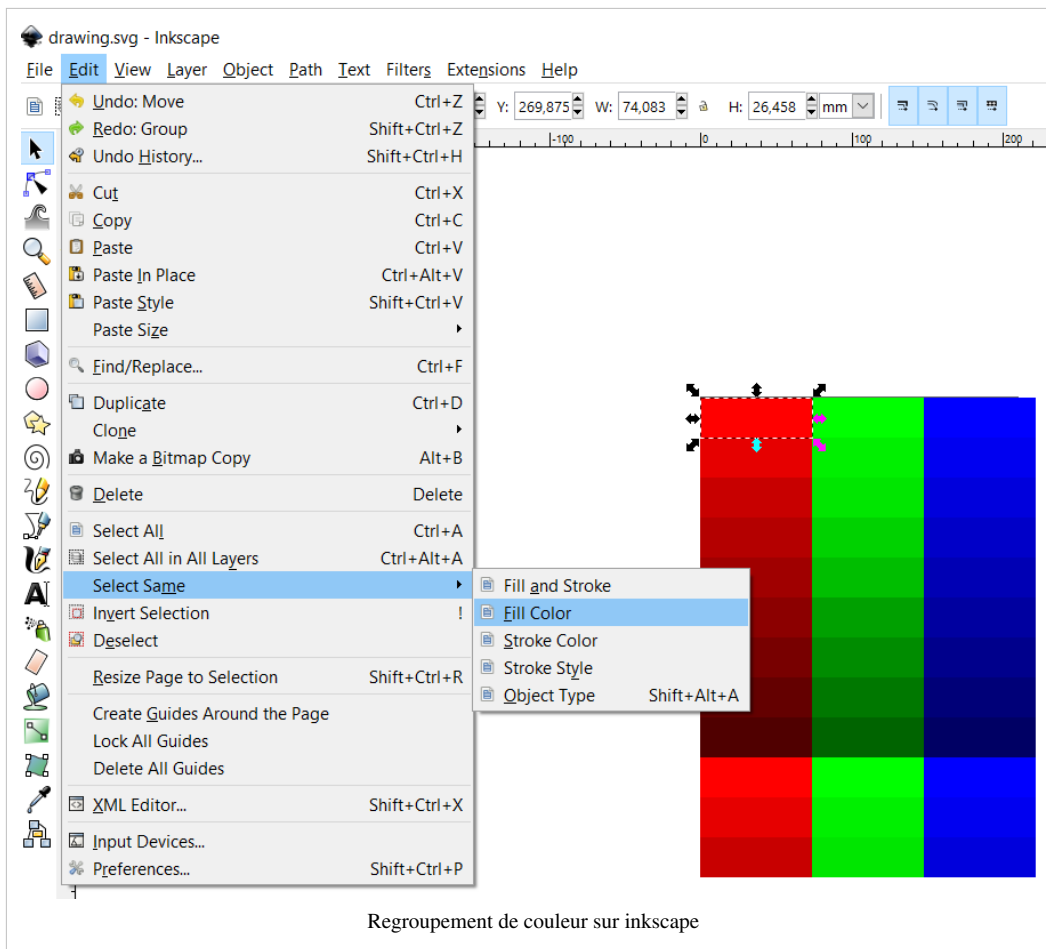 drawing.svg - Inkscape
File Edit View Layer Object Path Text Filters Extensions Help
Y: 269,875 W: 74,083 H: 26,458 mm
-100 0 100 200
Undo: Move Ctrl+Z
Redo: Group Shift+Ctrl+Z
Undo History... Shift+Ctrl+H
Cut Ctrl+X
Copy Ctrl+C
Paste Ctrl+V
Paste In Place Ctrl+Alt+V
Paste Style Shift+Ctrl+V
Paste Size
Find/Replace... Ctrl+F
Duplicate Ctrl+D
Clone
Make a Bitmap Copy Alt+B
Delete Delete
Select All Ctrl+A
Select All in All Layers Ctrl+Alt+A
Select Same
Invert Selection !
Deselect
Resize Page to Selection Shift+Ctrl+R
Create Guides Around the Page
Lock All Guides
Delete All Guides
XML Editor... Shift+Ctrl+X
Input Devices...
Preferences... Shift+Ctrl+P
Fill and Stroke
Fill Color
Stroke Color
Stroke Style
Object Type Shift+Alt+A
Regroupement de couleur sur inkscape